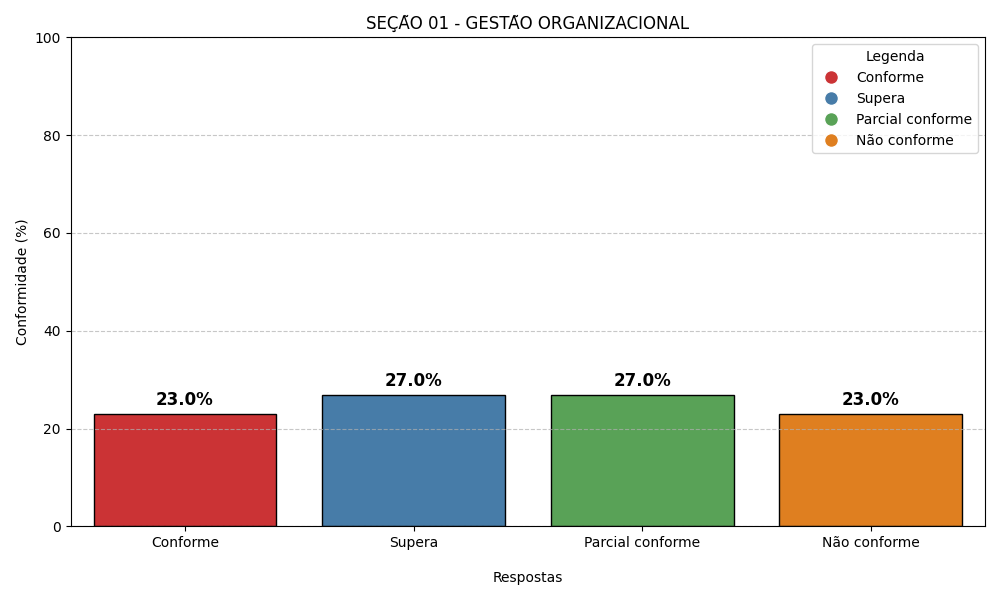 SEÇÃO 01 - GESTÃO ORGANIZACIONAL
Conformidade (%)
100
80
60
40
20
0
Legenda
Conforme
Supera
Parcial conforme
Não conforme
23.0%
27.0%
27.0%
23.0%
Conforme
Supera
Parcial conforme
Não conforme
Respostas